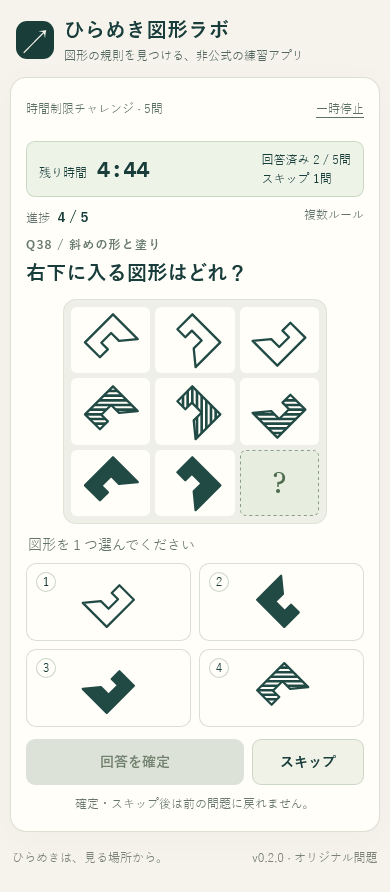 ひらめき図形ラボ
図形の規則を見つける、非公式の練習アプリ
時間制限チャレンジ · 5問
一時停止
残り時間 4:44
回答済み 2 / 5問
スキップ 1問
進捗 4 / 5
複数ルール
Q38 / 斜めの形と塗り
右下に入る図形はどれ？
?
図形を1つ選んでください
1
2
3
4
回答を確定
スキップ
確定・スキップ後は前の問題に戻れません。
ひらめきは、見る場所から。
v0.2.0 · オリジナル問題